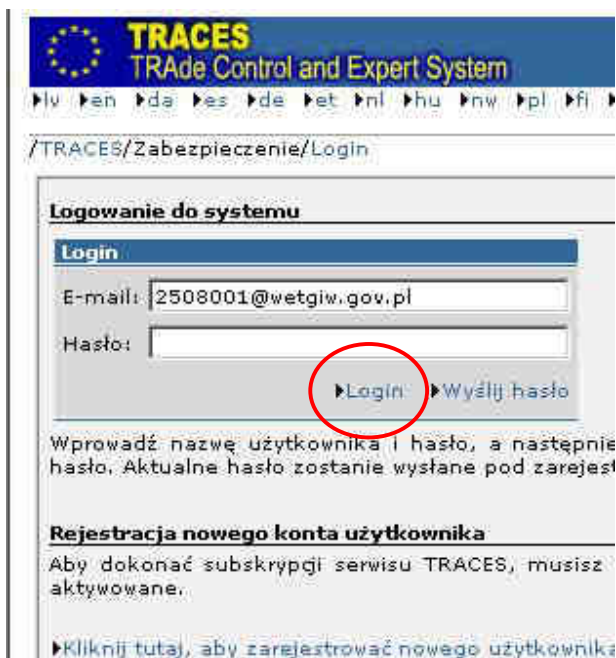 TRACES
TRAde Control and Expert System
lv en da es de et nl hu nw pl fi
/TRACES/Zabezpieczenie/Login
Logowanie do systemu
Login
E-mail: 2508001@wetgiw.gov.pl
Hasło:
Login Wyślij hasło
Wprowadź nazwę użytkownika i hasło, a następnie
hasło. Aktualne hasło zostanie wysłane pod zarejest
Rejestracja nowego konta użytkownika
Aby dokonać subskrypcji serwisu TRACES, musisz
aktywowane.
Kliknij tutaj, aby zarejestrować nowego użytkownika